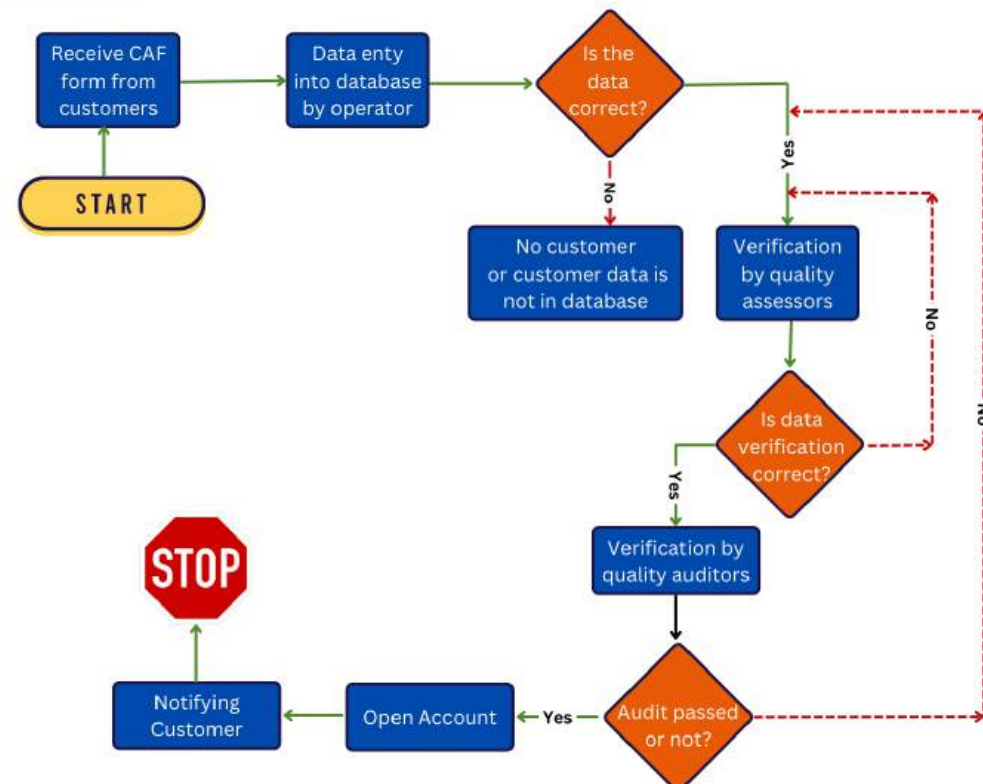 Receive CAF
form from
customers
Data enty
into database
by operator
Is the
data
correct?
START
Yes
No
No customer
or customer data is
not in database
Verification
by quality
assessors
No
No
Is data
verification
correct?
Yes
Verification by
quality auditors
STOP
Notifying
Customer
Open Account
Yes
Audit passed
or not?